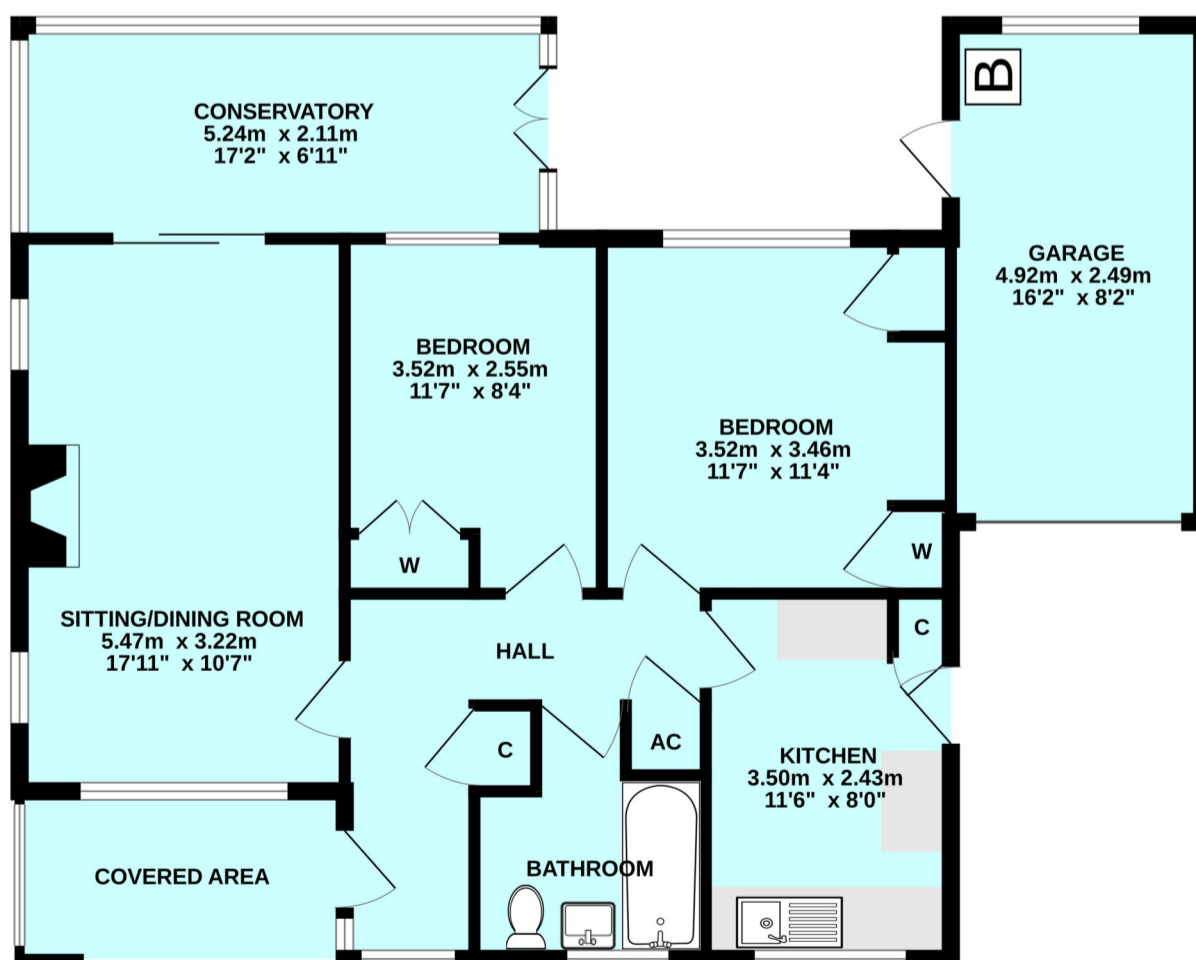 CONSERVATORY
5.24m x 2.11m
17'2" x 6'11"
B
GARAGE
4.92m x 2.49m
16'2" x 8'2"
BEDROOM
3.52m x 2.55m
11'7" x 8'4"
BEDROOM
3.52m x 3.46m
11'7" x 11'4"
W
W
SITTING/DINING ROOM
5.47m x 3.22m
17'11" x 10'7"
HALL
C
C
AC
KITCHEN
3.50m x 2.43m
11'6" x 8'0"
BATHROOM
COVERED AREA